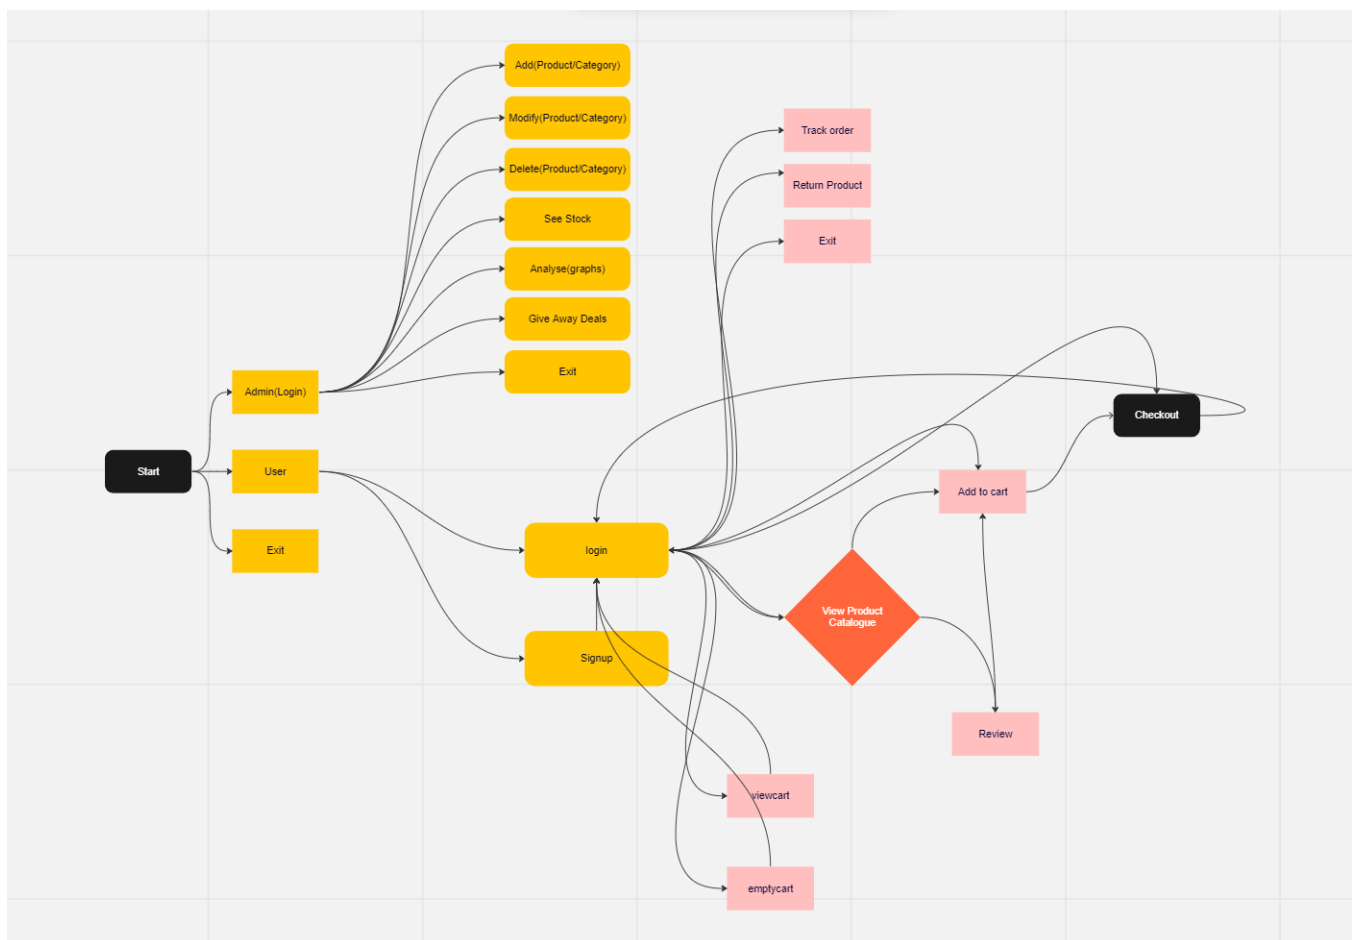 Add(Product/Category)
Modify(Product/Category)
Delete(Product/Category)
See Stock
Analyse(graphs)
Give Away Deals
Exit
Track order
Return Product
Exit
Admin(Login)
Start
User
Exit
Checkout
Add to cart
login
View Product
Catalogue
Signup
Review
viewcart
emptycart